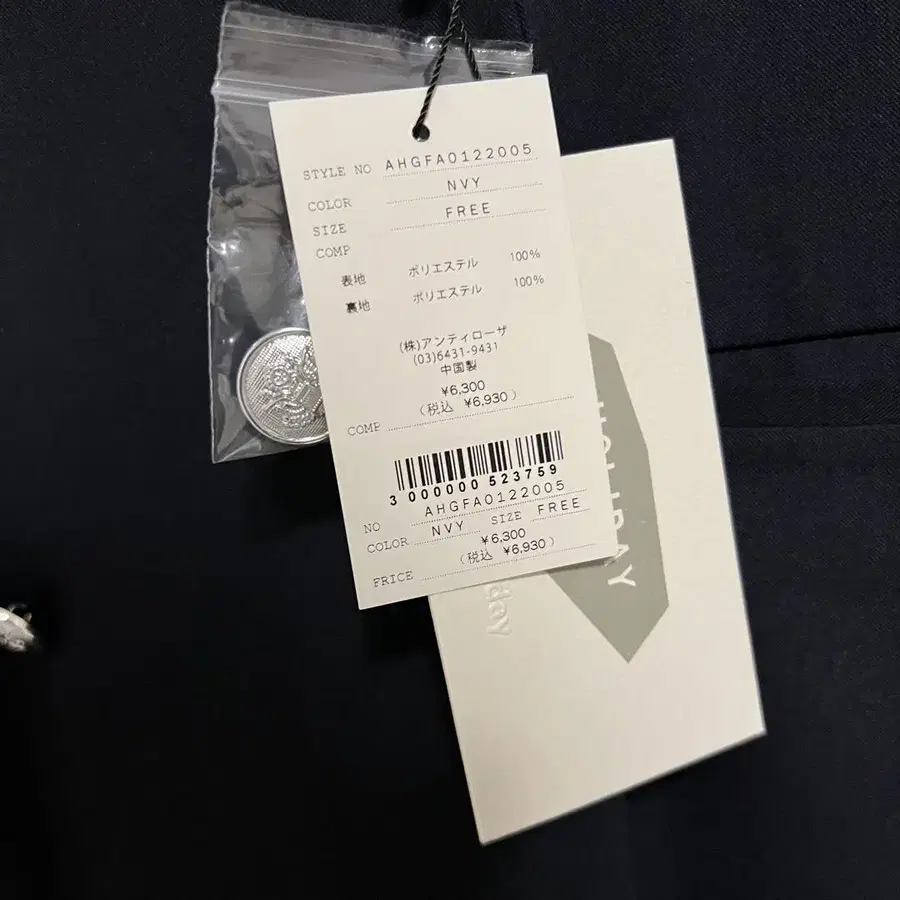 STYLE NO AHGFA0122005
COLOR NVY
SIZE FREE
COMP
表地 ポリエステル 100%
裏地 ポリエステル 100%
(株)アンティローザ
(03)6431-9431
中国製
¥6,300
(税込 ¥6,930)
COMP
3 000000 523759
NO AHGFA0122005
COLOR NVY SIZE FREE
¥6,300
(税込 ¥6,930)
PRICE
day